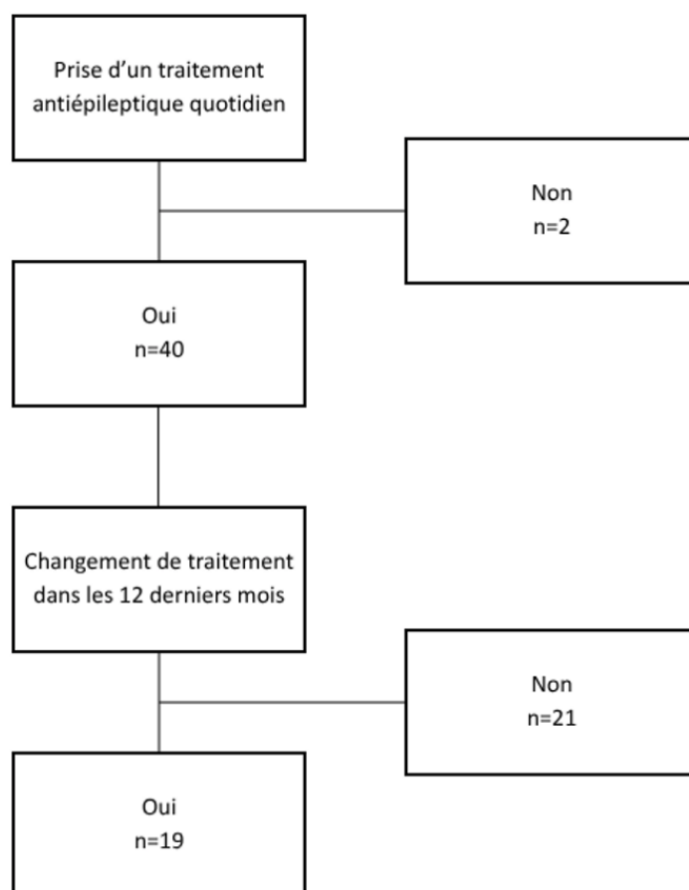 Prise d’un traitement
antiépileptique quotidien
Non
n=2
Oui
n=40
Changement de traitement
dans les 12 derniers mois
Non
n=21
Oui
n=19